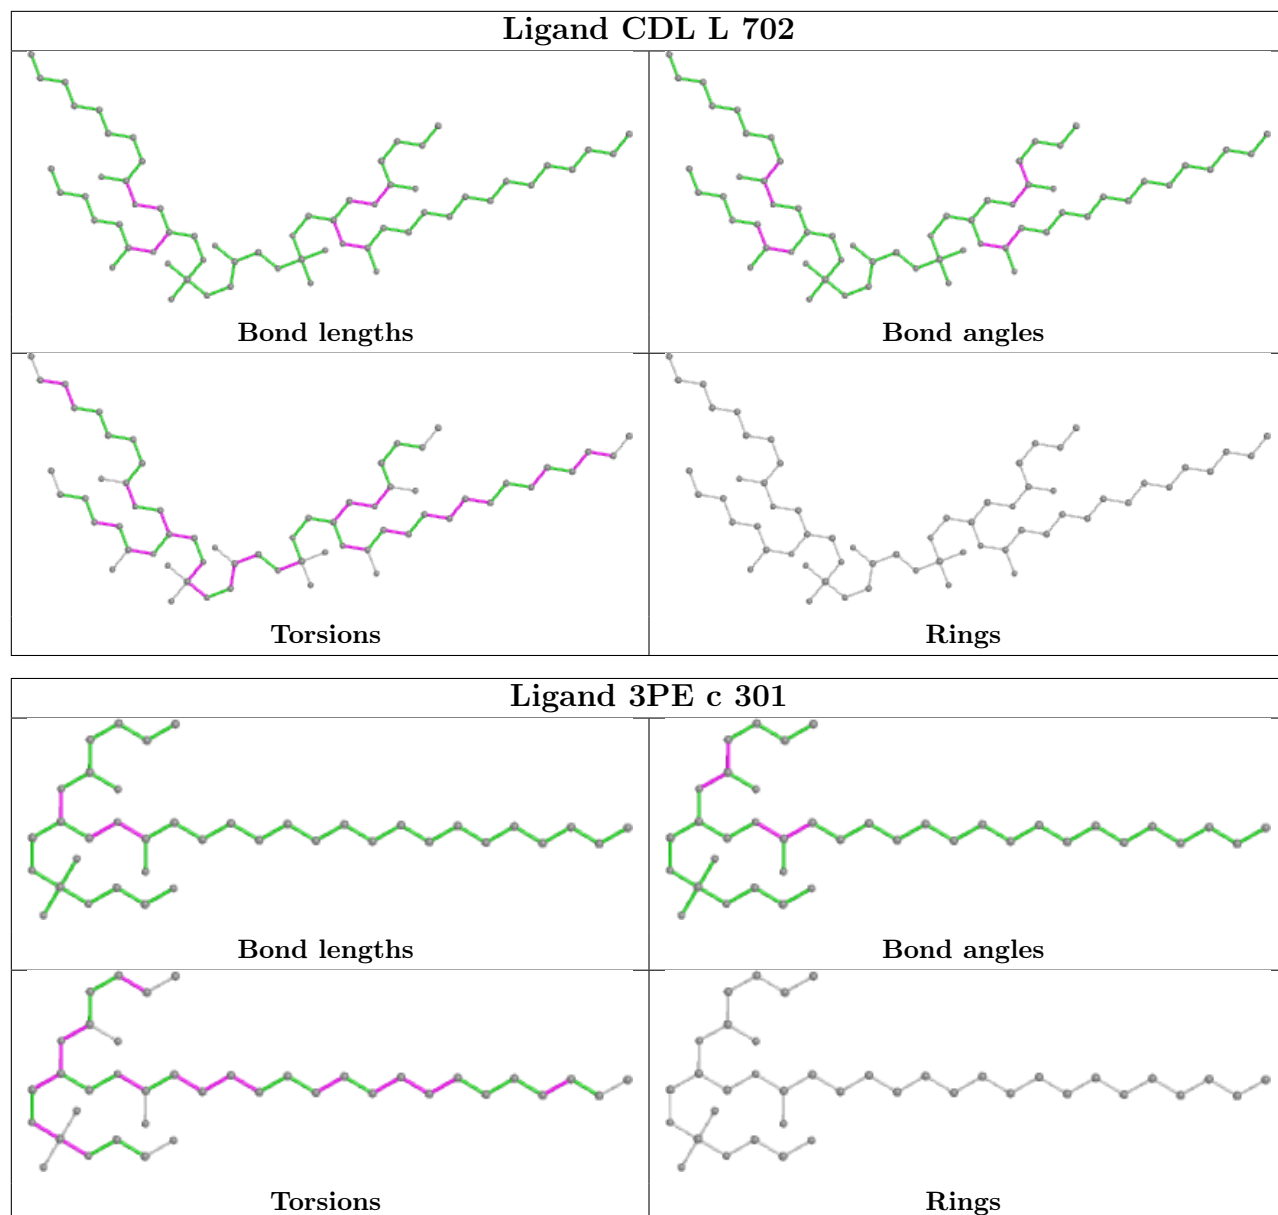 Ligand CDL L 702
Bond lengths
Bond angles
Torsions
Rings
Ligand 3PE c 301
Bond lengths
Bond angles
Torsions
Rings